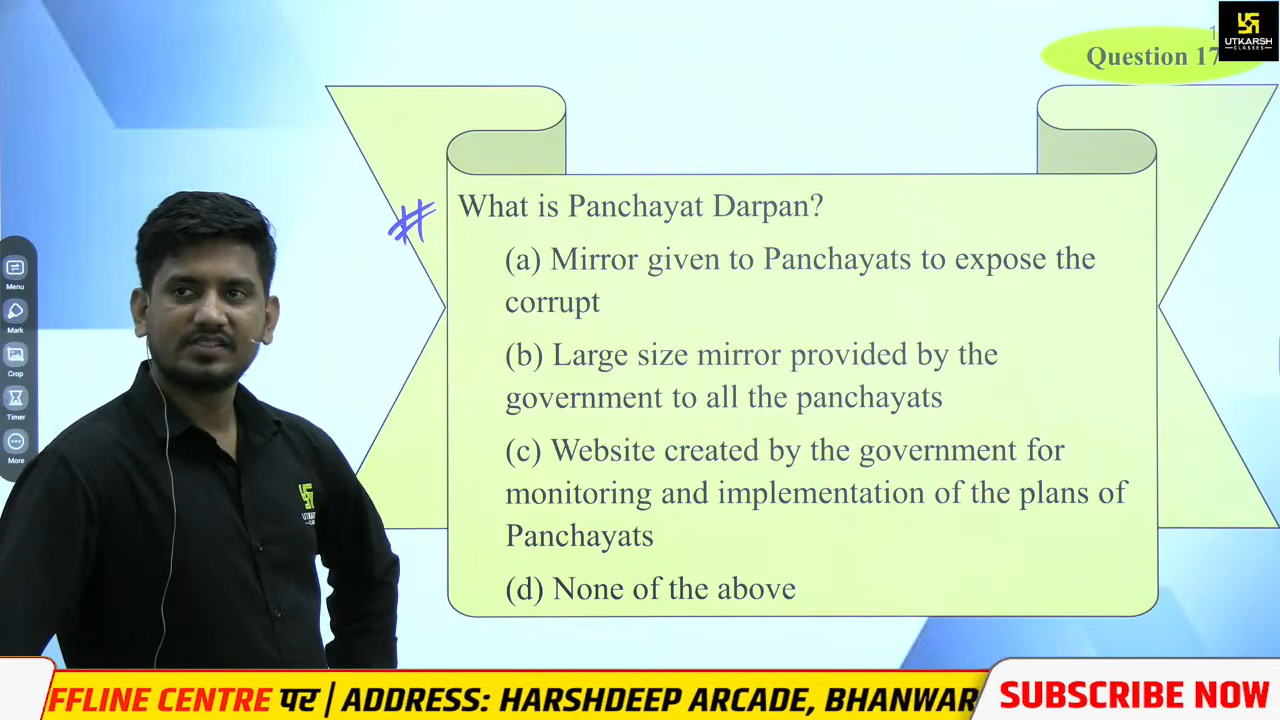 1
Question 17
UTKARSH
CLASSES
# What is Panchayat Darpan?
(a) Mirror given to Panchayats to expose the
corrupt
(b) Large size mirror provided by the
government to all the panchayats
(c) Website created by the government for
monitoring and implementation of the plans of
Panchayats
(d) None of the above
Menu
Mark
Crop
Timer
More
FFLINE CENTRE पर | ADDRESS: HARSHDEEP ARCADE, BHANWAR
SUBSCRIBE NOW